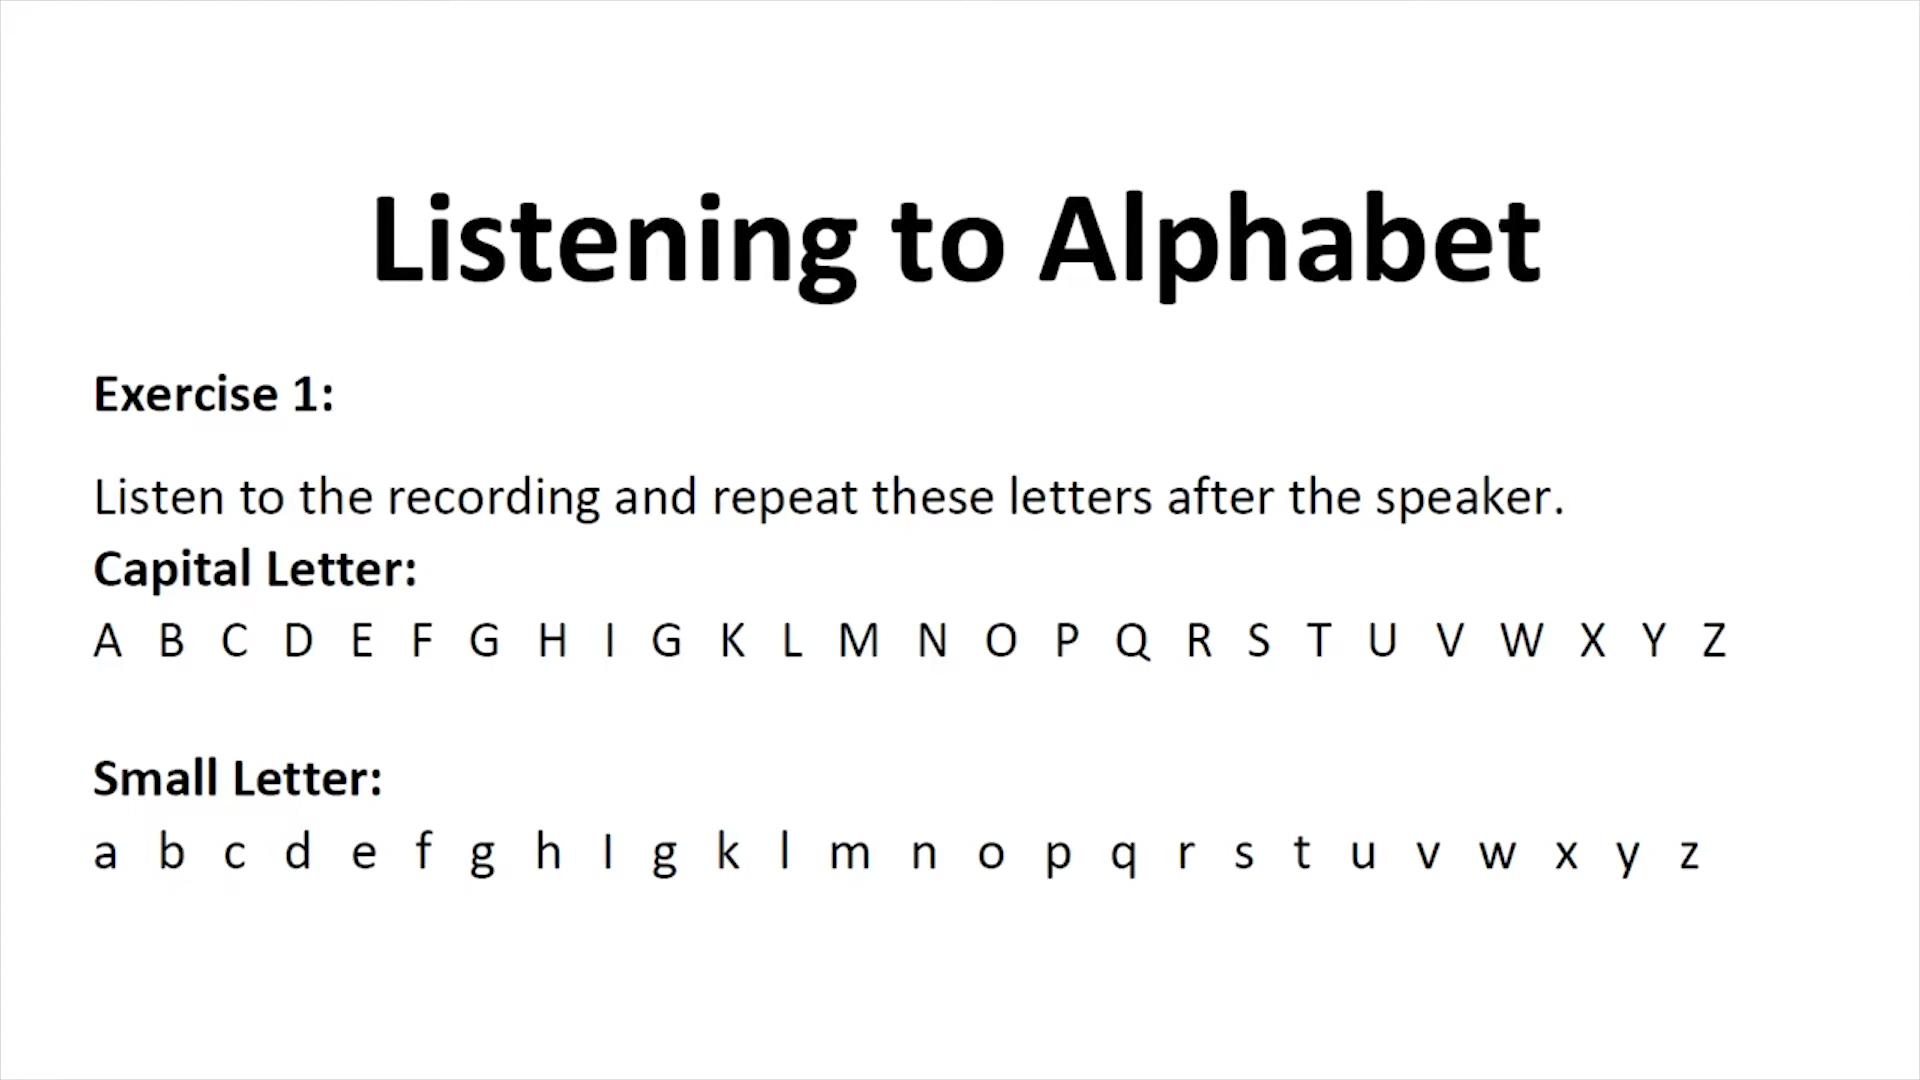 Listening to Alphabet
Exercise 1:
Listen to the recording and repeat these letters after the speaker.
Capital Letter:
A B C D E F G H I G K L M N O P Q R S T U V W X Y Z
Small Letter:
a b c d e f g h I g k l m n o p q r s t u v w x y z